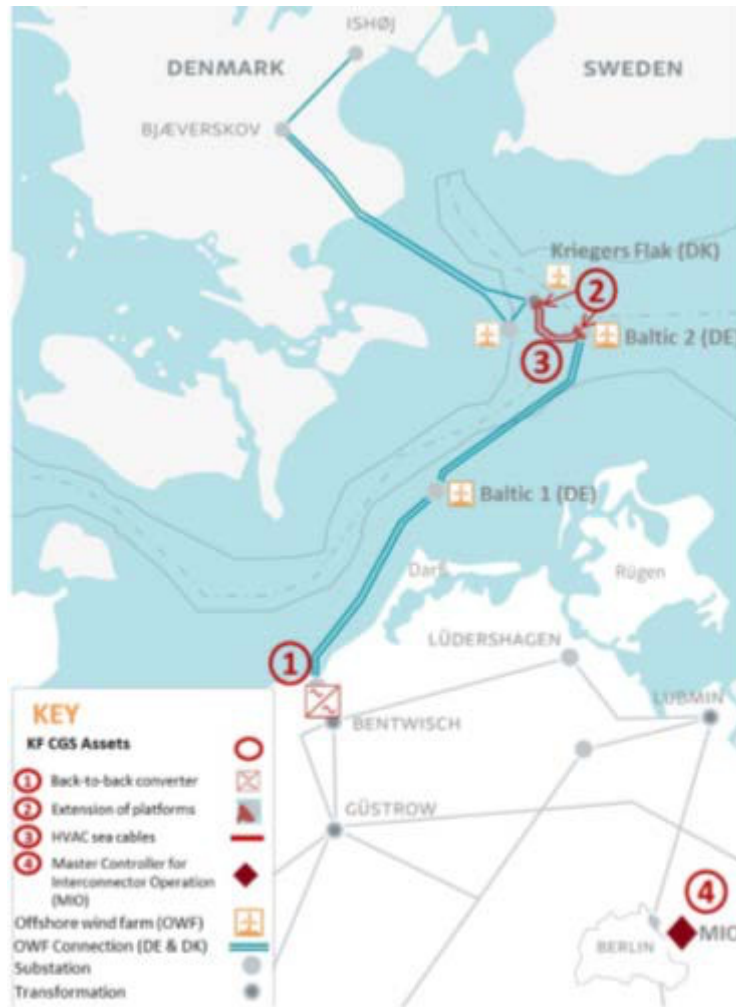 ISHØJ
DENMARK
SWEDEN
BJÆVERSKOV
Kriegers Flak (DK)
2
Baltic 2 (DE)
3
Baltic 1 (DE)
Darß
Rügen
LÜDERSHAGEN
1
LUBMIN
BENTWISCH
GÜSTROW
4
MIO
BERLIN
KEY
KF CGS Assets
1 Back-to-back converter
2 Extension of platforms
3 HVAC sea cables
4 Master Controller for
Interconnector Operation
(MIO)
Offshore wind farm (OWF)
OWF Connection (DE & DK)
Substation
Transformation